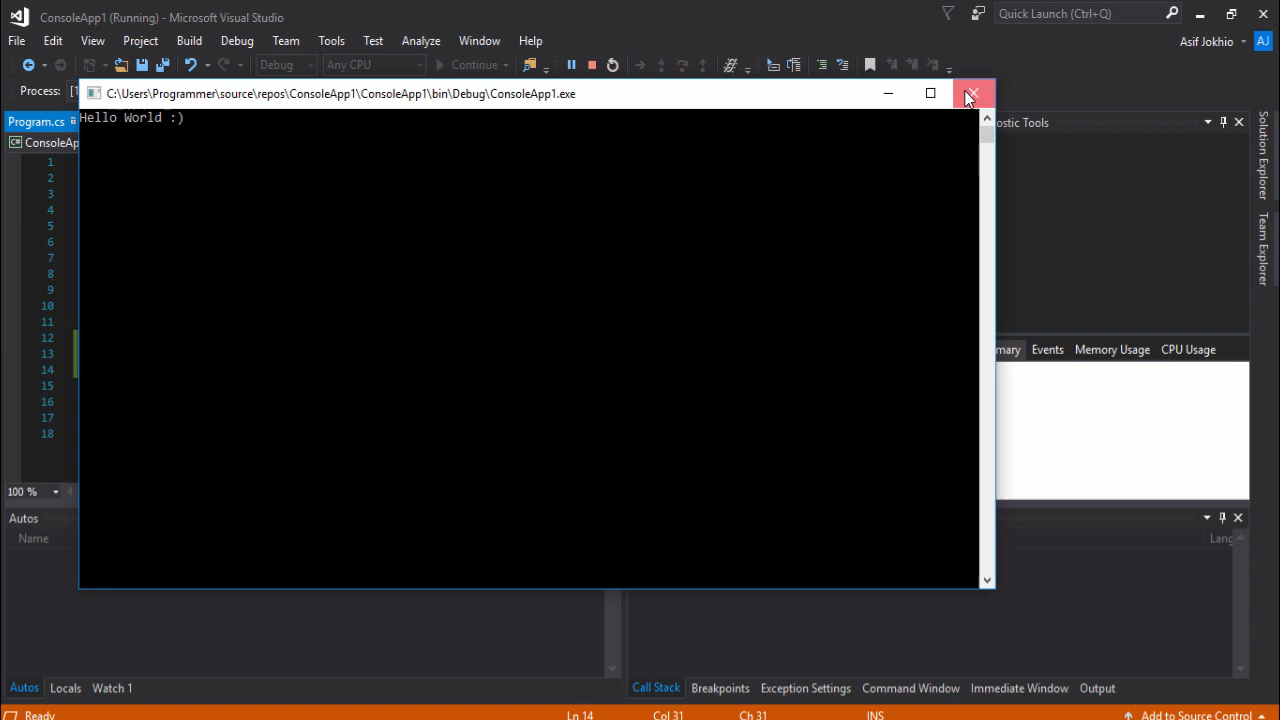 ConsoleApp1 (Running) - Microsoft Visual Studio
Quick Launch (Ctrl+Q)
File Edit View Project Build Debug Team Tools Test Analyze Window Help
Asif Jokhio AJ
Debug Any CPU Continue
Process: [1
C:\Users\Programmer\source\repos\ConsoleApp1\ConsoleApp1\bin\Debug\ConsoleApp1.exe
Hello World :)
Program.cs
ostic Tools
C# ConsoleAp
1
2
3
4
5
6
7
8
9
10
11
12
13
14
15
16
17
18
Solution Explorer
Team Explorer
mary Events Memory Usage CPU Usage
100 %
Autos
Name
Lang
Autos Locals Watch 1
Call Stack Breakpoints Exception Settings Command Window Immediate Window Output
Ready Ln 14 Col 31 Ch 31 INS Add to Source Control